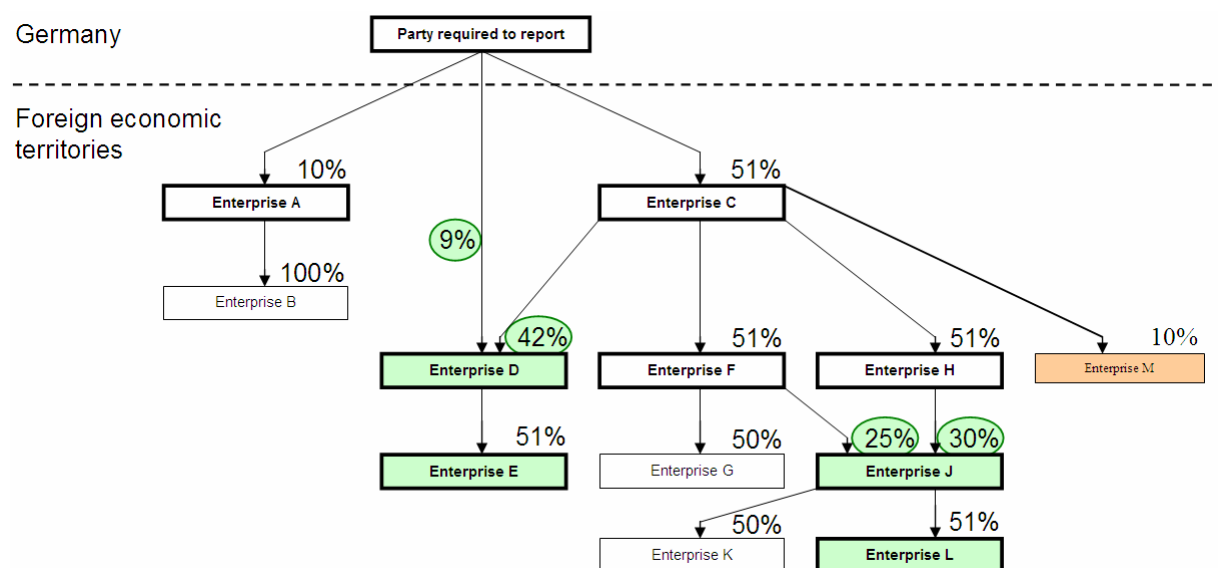 Germany
Party required to report
Foreign economic
territories
10%
51%
Enterprise A
Enterprise C
9%
100%
Enterprise B
42%
51%
51%
10%
Enterprise D
Enterprise F
Enterprise H
Enterprise M
51%
50%
25%
30%
Enterprise E
Enterprise G
Enterprise J
50%
51%
Enterprise K
Enterprise L